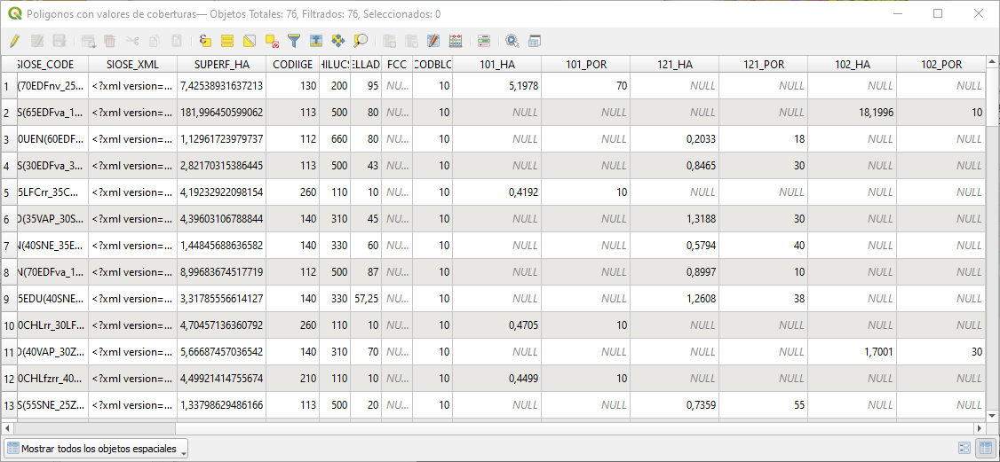 Poligonos con valores de coberturas— Objetos Totales: 76, Filtrados: 76, Seleccionados: 0
SIOSE_CODE SIOSE_XML SUPERF_HA CODIIGE HILUCS ELLAD FCC CODBLC 101_HA 101_POR 121_HA 121_POR 102_HA 102_POR
1 (70EDFnv_25... <?xml version=... 7,42538931637213 130 200 95 NU... 10 5,1978 70 NULL NULL NULL NULL
2 S(65EDFva_1... <?xml version=... 181,996450599062 113 500 80 NU... 10 NULL NULL NULL NULL 18,1996 10
3 0UEN(60EDF... <?xml version=... 1,12961723979737 112 660 80 NU... 10 NULL NULL 0,2033 18 NULL NULL
4 S(30EDFva_3... <?xml version=... 2,82170315386445 113 500 43 NU... 10 NULL NULL 0,8465 30 NULL NULL
5 5LFCrr_35C... <?xml version=... 4,19232922098154 260 110 10 NU... 10 0,4192 10 NULL NULL NULL NULL
6 D(35VAP_30S... <?xml version=... 4,39603106788844 140 310 45 NU... 10 NULL NULL 1,3188 30 NULL NULL
7 N(40SNE_35E... <?xml version=... 1,44845688636582 140 330 60 NU... 10 NULL NULL 0,5794 40 NULL NULL
8 N(70EDFva_1... <?xml version=... 8,99683674517719 112 500 87 NU... 10 NULL NULL 0,8997 10 NULL NULL
9 5EDU(40SNE... <?xml version=... 3,31785556614127 140 330 57,25 NU... 10 NULL NULL 1,2608 38 NULL NULL
10 0CHLrr_30LF... <?xml version=... 4,70457136360792 260 110 10 NU... 10 0,4705 10 NULL NULL NULL NULL
11 D(40VAP_30Z... <?xml version=... 5,66687457036542 140 310 70 NU... 10 NULL NULL NULL NULL 1,7001 30
12 0CHLfzrr_40... <?xml version=... 4,49921414755674 210 110 10 NU... 10 0,4499 10 NULL NULL NULL NULL
13 S(55SNE_25Z... <?xml version=... 1,33798629486166 113 500 20 NU... 10 NULL NULL 0,7359 55 NULL NULL
Mostrar todos los objetos espaciales